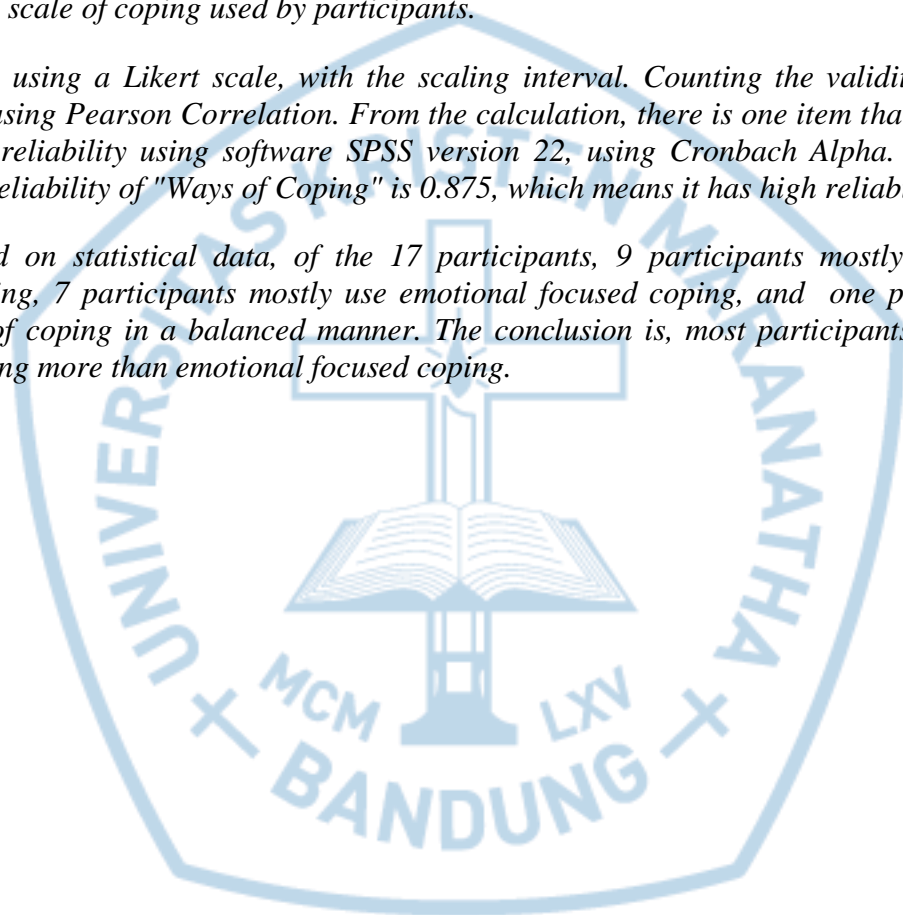 scale of coping used by participants.
using a Likert scale, with the scaling interval. Counting the validi
using Pearson Correlation. From the calculation, there is one item tha
reliability using software SPSS version 22, using Cronbach Alpha.
eliability of "Ways of Coping" is 0.875, which means it has high reliab
d on statistical data, of the 17 participants, 9 participants mostly
ing, 7 participants mostly use emotional focused coping, and one p
of coping in a balanced manner. The conclusion is, most participants
ng more than emotional focused coping.
UNIVERSITAS KRISTEN MARANATHA
MCM LXV
BANDUNG